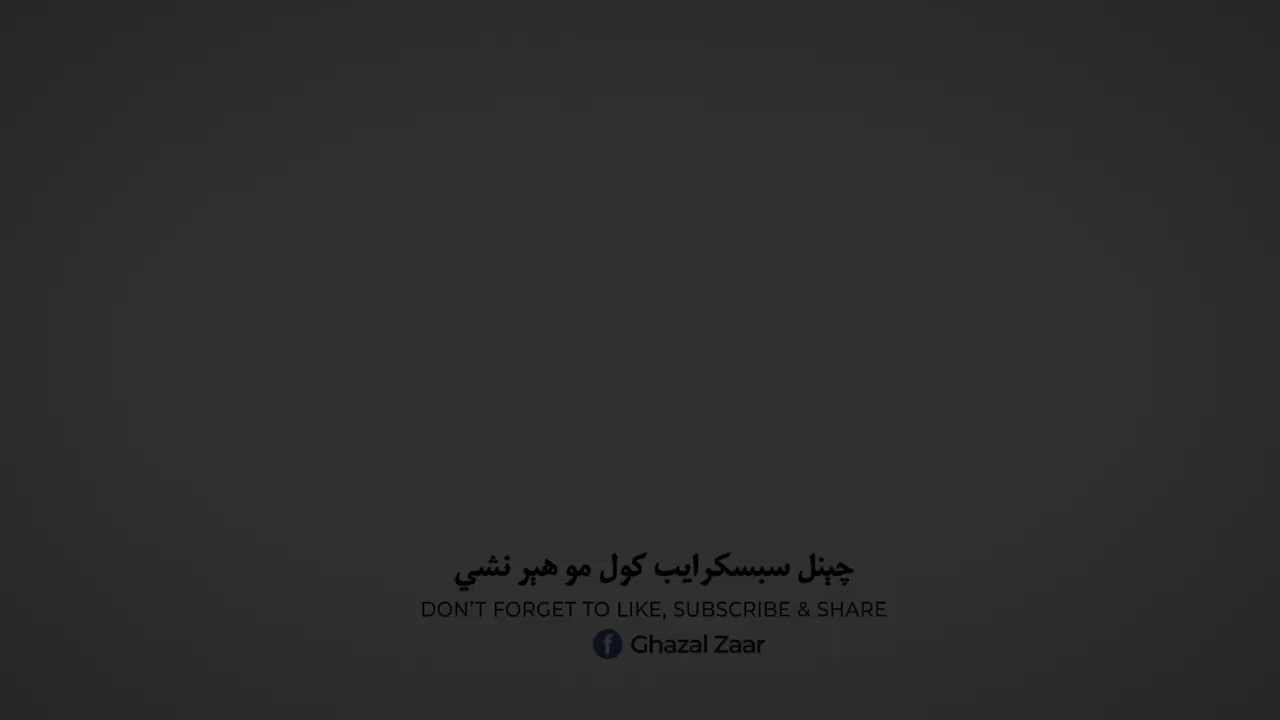 چېنل سبسکرایب کول مو هېر نشي
DON'T FORGET TO LIKE, SUBSCRIBE & SHARE
Ghazal Zaar